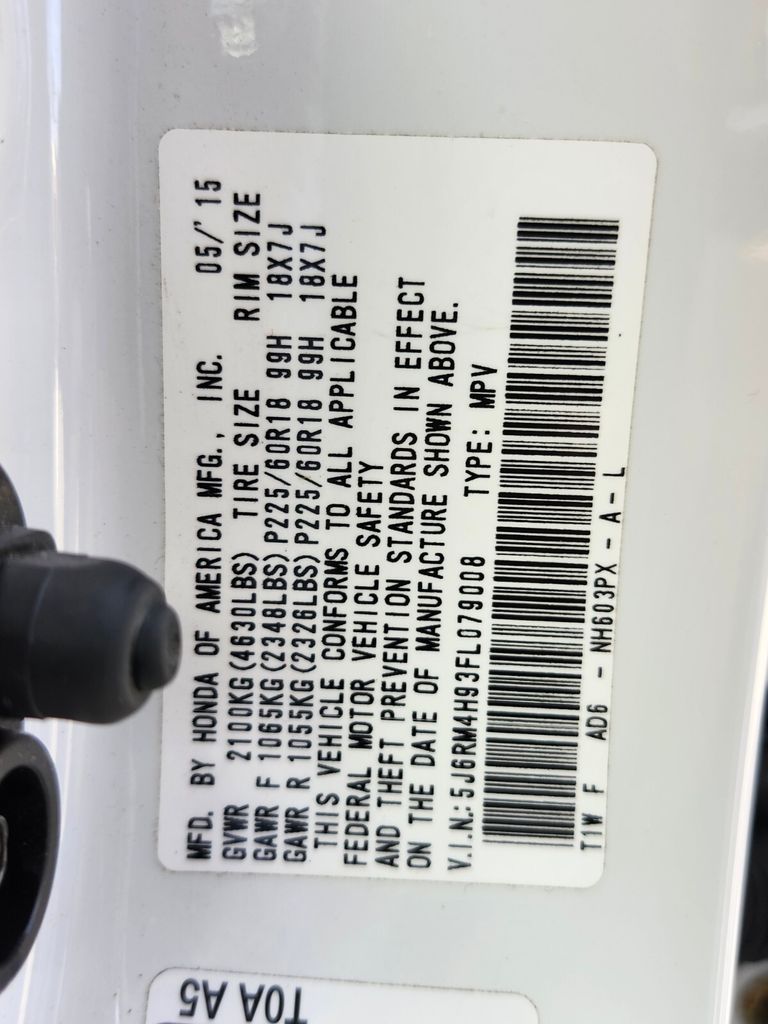 MFD. BY HONDA OF AMERICA MFG., INC. 05/'15
GVWR 2100KG(4630LBS) TIRE SIZE RIM SIZE
GAWR F 1065KG(2348LBS) P225/60R18 99H 18X7J
GAWR R 1055KG(2326LBS) P225/60R18 99H 18X7J
THIS VEHICLE CONFORMS TO ALL APPLICABLE
FEDERAL MOTOR VEHICLE SAFETY
AND THEFT PREVENTION STANDARDS IN EFFECT
ON THE DATE OF MANUFACTURE SHOWN ABOVE.
V.I.N.: 5J6RM4H93FL079008 TYPE: MPV
T1W F AD6 - NH603PX - A - L
T0A A5